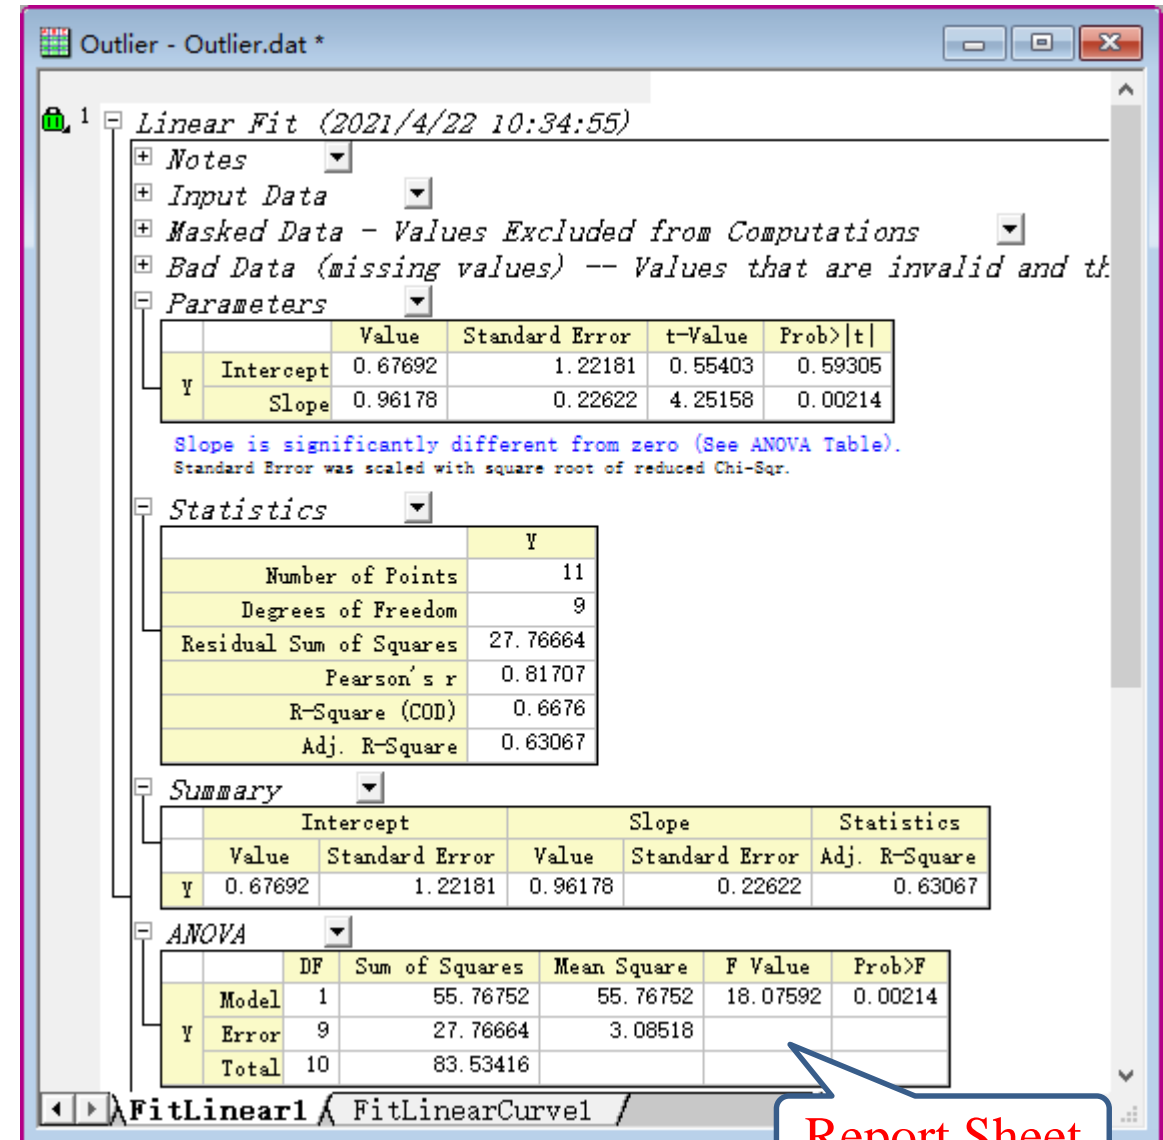 Outlier - Outlier.dat *
1 Linear Fit (2021/4/22 10:34:55)
Notes
Input Data
Masked Data - Values Excluded from Computations
Bad Data (missing values) -- Values that are invalid and th
Parameters
Value Standard Error t-Value Prob>|t|
Y Intercept 0.67692 1.22181 0.55403 0.59305
Slope 0.96178 0.22622 4.25158 0.00214
Slope is significantly different from zero (See ANOVA Table).
Standard Error was scaled with square root of reduced Chi-Sqr.
Statistics
Y
Number of Points 11
Degrees of Freedom 9
Residual Sum of Squares 27.76664
Pearson's r 0.81707
R-Square (COD) 0.6676
Adj. R-Square 0.63067
Summary
Intercept Slope Statistics
Value Standard Error Value Standard Error Adj. R-Square
Y 0.67692 1.22181 0.96178 0.22622 0.63067
ANOVA
DF Sum of Squares Mean Square F Value Prob>F
Model 1 55.76752 55.76752 18.07592 0.00214
Y Error 9 27.76664 3.08518
Total 10 83.53416
FitLinear1 FitLinearCurve1
Report Sheet